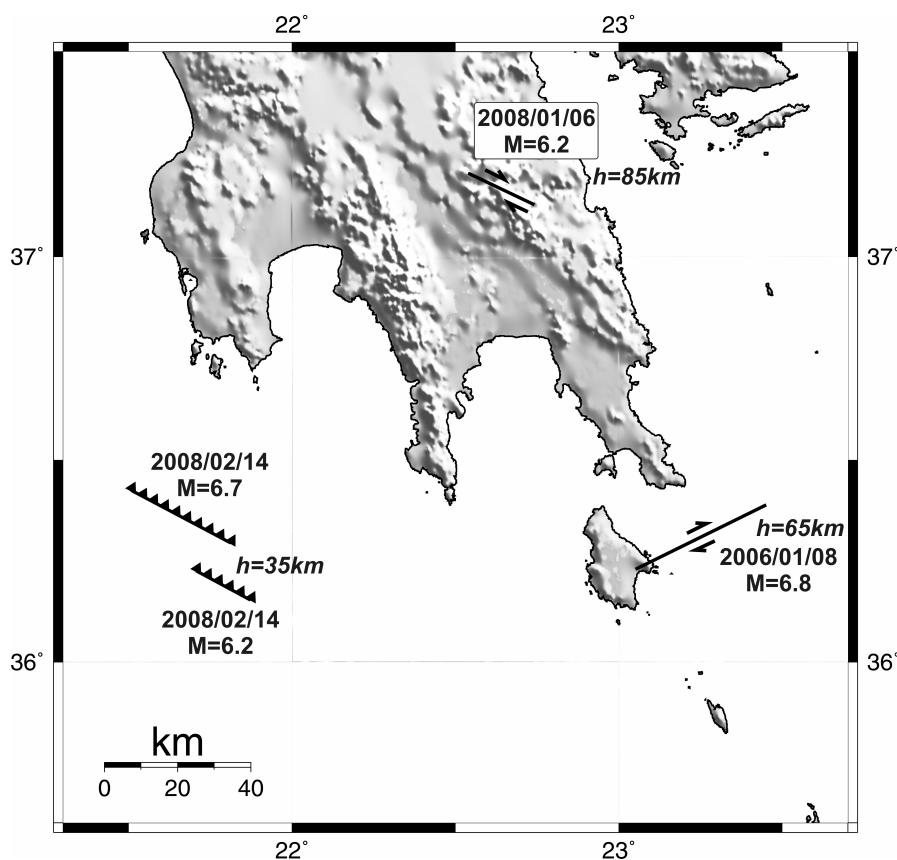 22° 23°
2008/01/06
M=6.2
h=85km
37° 37°
2008/02/14
M=6.7
h=65km
h=35km
2006/01/08
M=6.8
2008/02/14
M=6.2
36° 36°
km
0 20 40
22° 23°